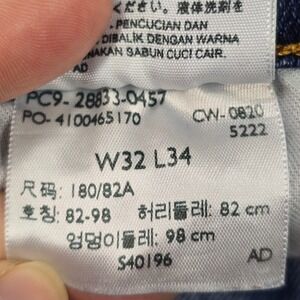 ください。液体洗剤を
PENCUCIAN DAN
DIBALIK DENGAN WARNA
NAKAN SABUN CUCI CAIR.
AD
PC9-28833-0457
PO-4100465170
CW-0820
5222
W32 L34
尺码: 180/82A
호칭: 82-98 허리둘레: 82 cm
엉덩이둘레: 98 cm
S40196
AD